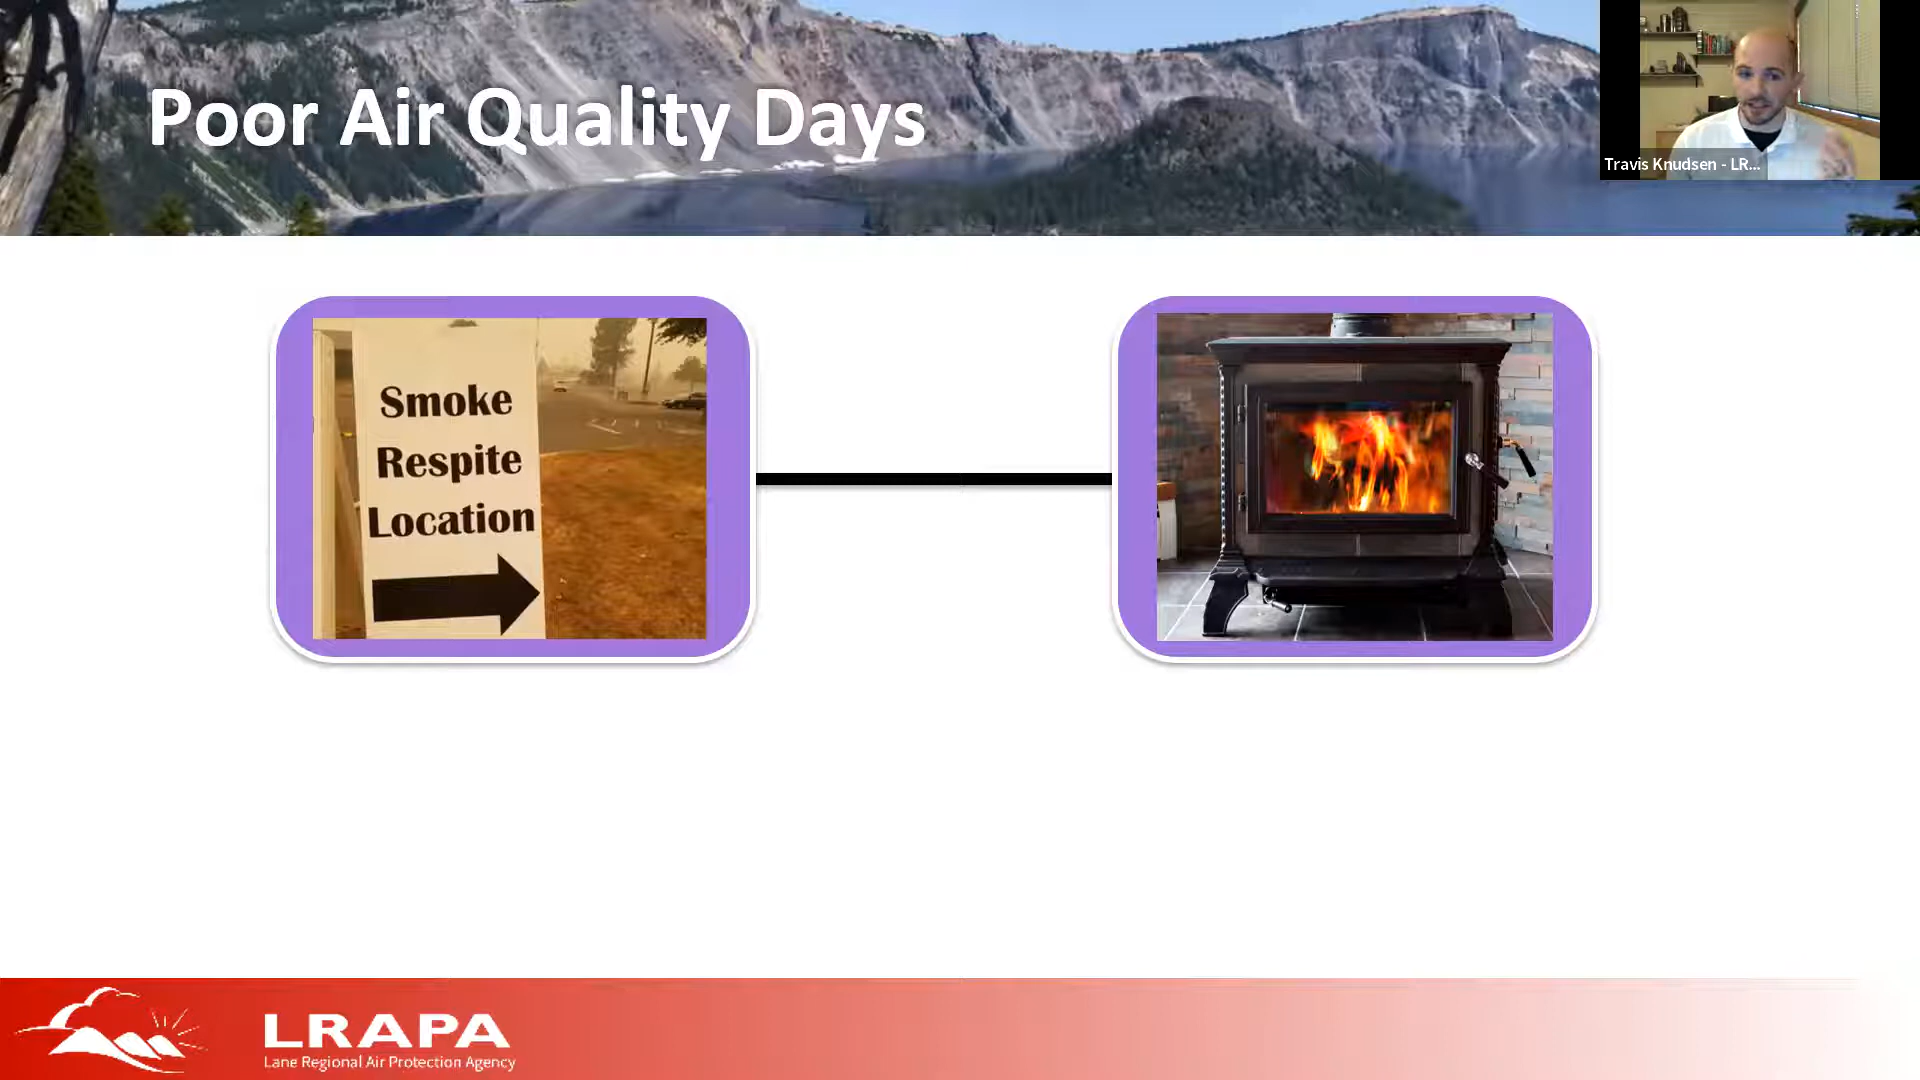 Poor Air Quality Days
Travis Knudsen - LR...
Smoke
Respite
Location
LRAPA
Lane Regional Air Protection Agency